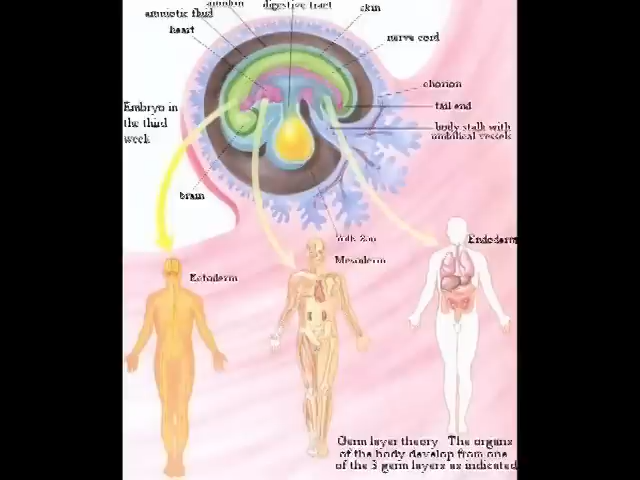 amnion
digestive tract
skin
amniotic fluid
heart
nerve cord
chorion
tail end
body stalk with
umbilical vessels
Embryo in
the third
week
brain
Yolk Sac
Endoderm
Mesoderm
Ectoderm
Germ layer theory The organs
of the body develop from one
of the 3 germ layers as indicated